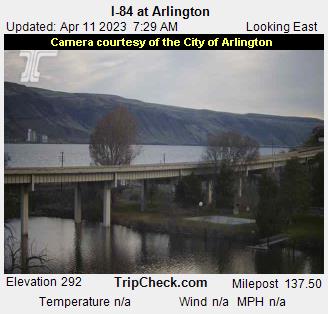 I-84 at Arlington
Updated: Apr 11 2023 7:29 AM Looking East
Camera courtesy of the City of Arlington
Elevation 292 TripCheck.com Milepost 137.50
Temperature n/a Wind n/a MPH n/a